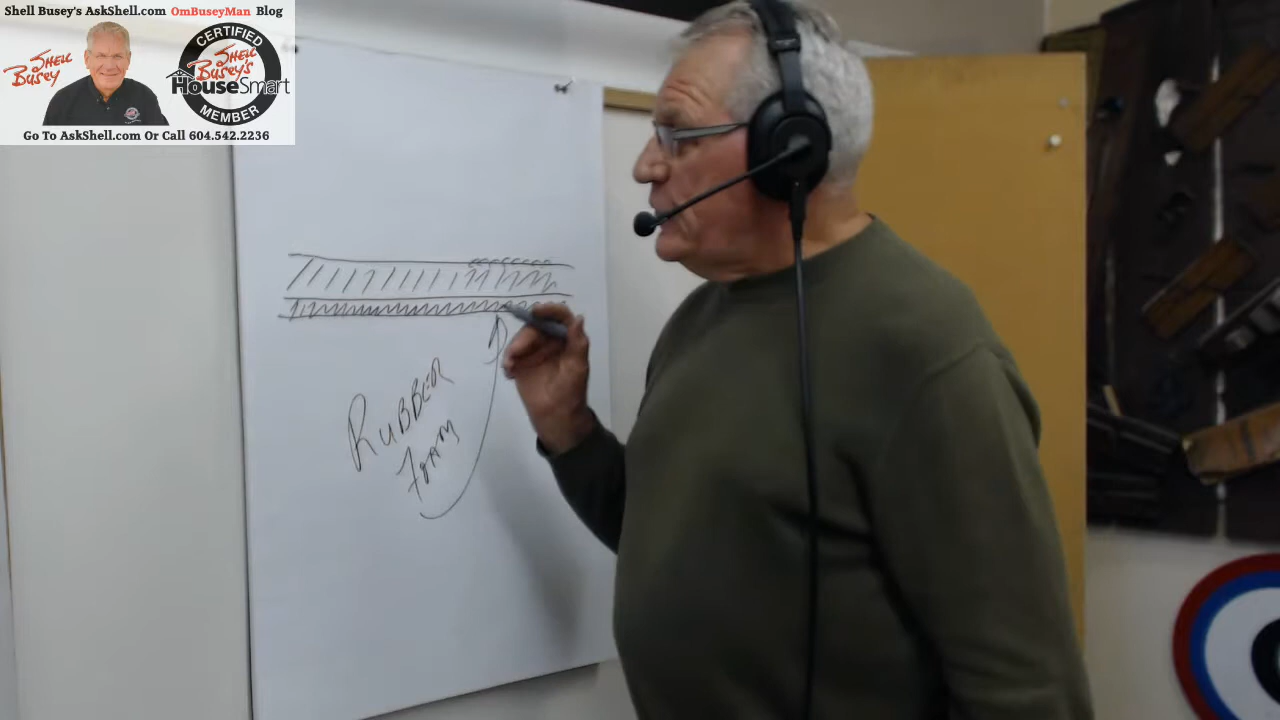 Shell Busey's AskShell.com OmBuseyMan Blog
SHELL
BUSEY
CERTIFIED
SHELL
BUSEY'S
HOUSESMART
MEMBER
Go To AskShell.com Or Call 604.542.2236
RUBBER
FOAM